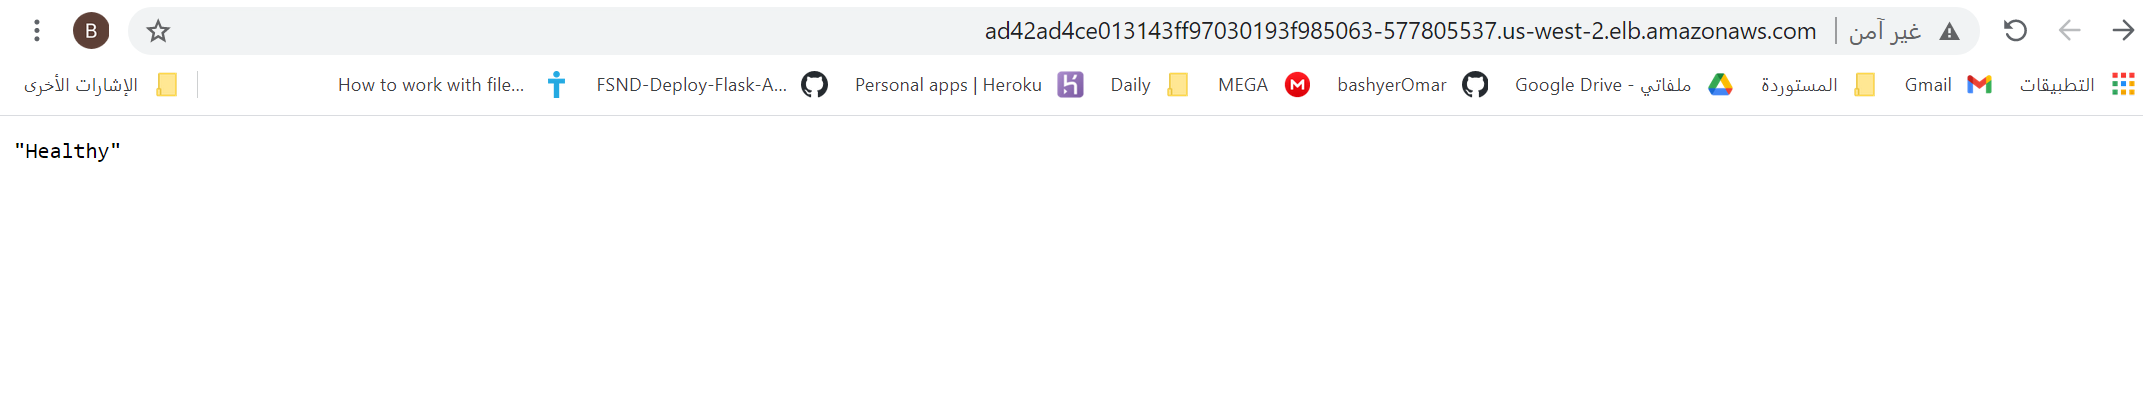 B ad42ad4ce013143ff97030193f985063-577805537.us-west-2.elb.amazonaws.com غير آمن
التطبيقات Gmail المستوردة ملفاتي - Google Drive bashyerOmar MEGA Daily Personal apps | Heroku FSND-Deploy-Flask-A... How to work with file... الإشارات الأخرى
"Healthy"